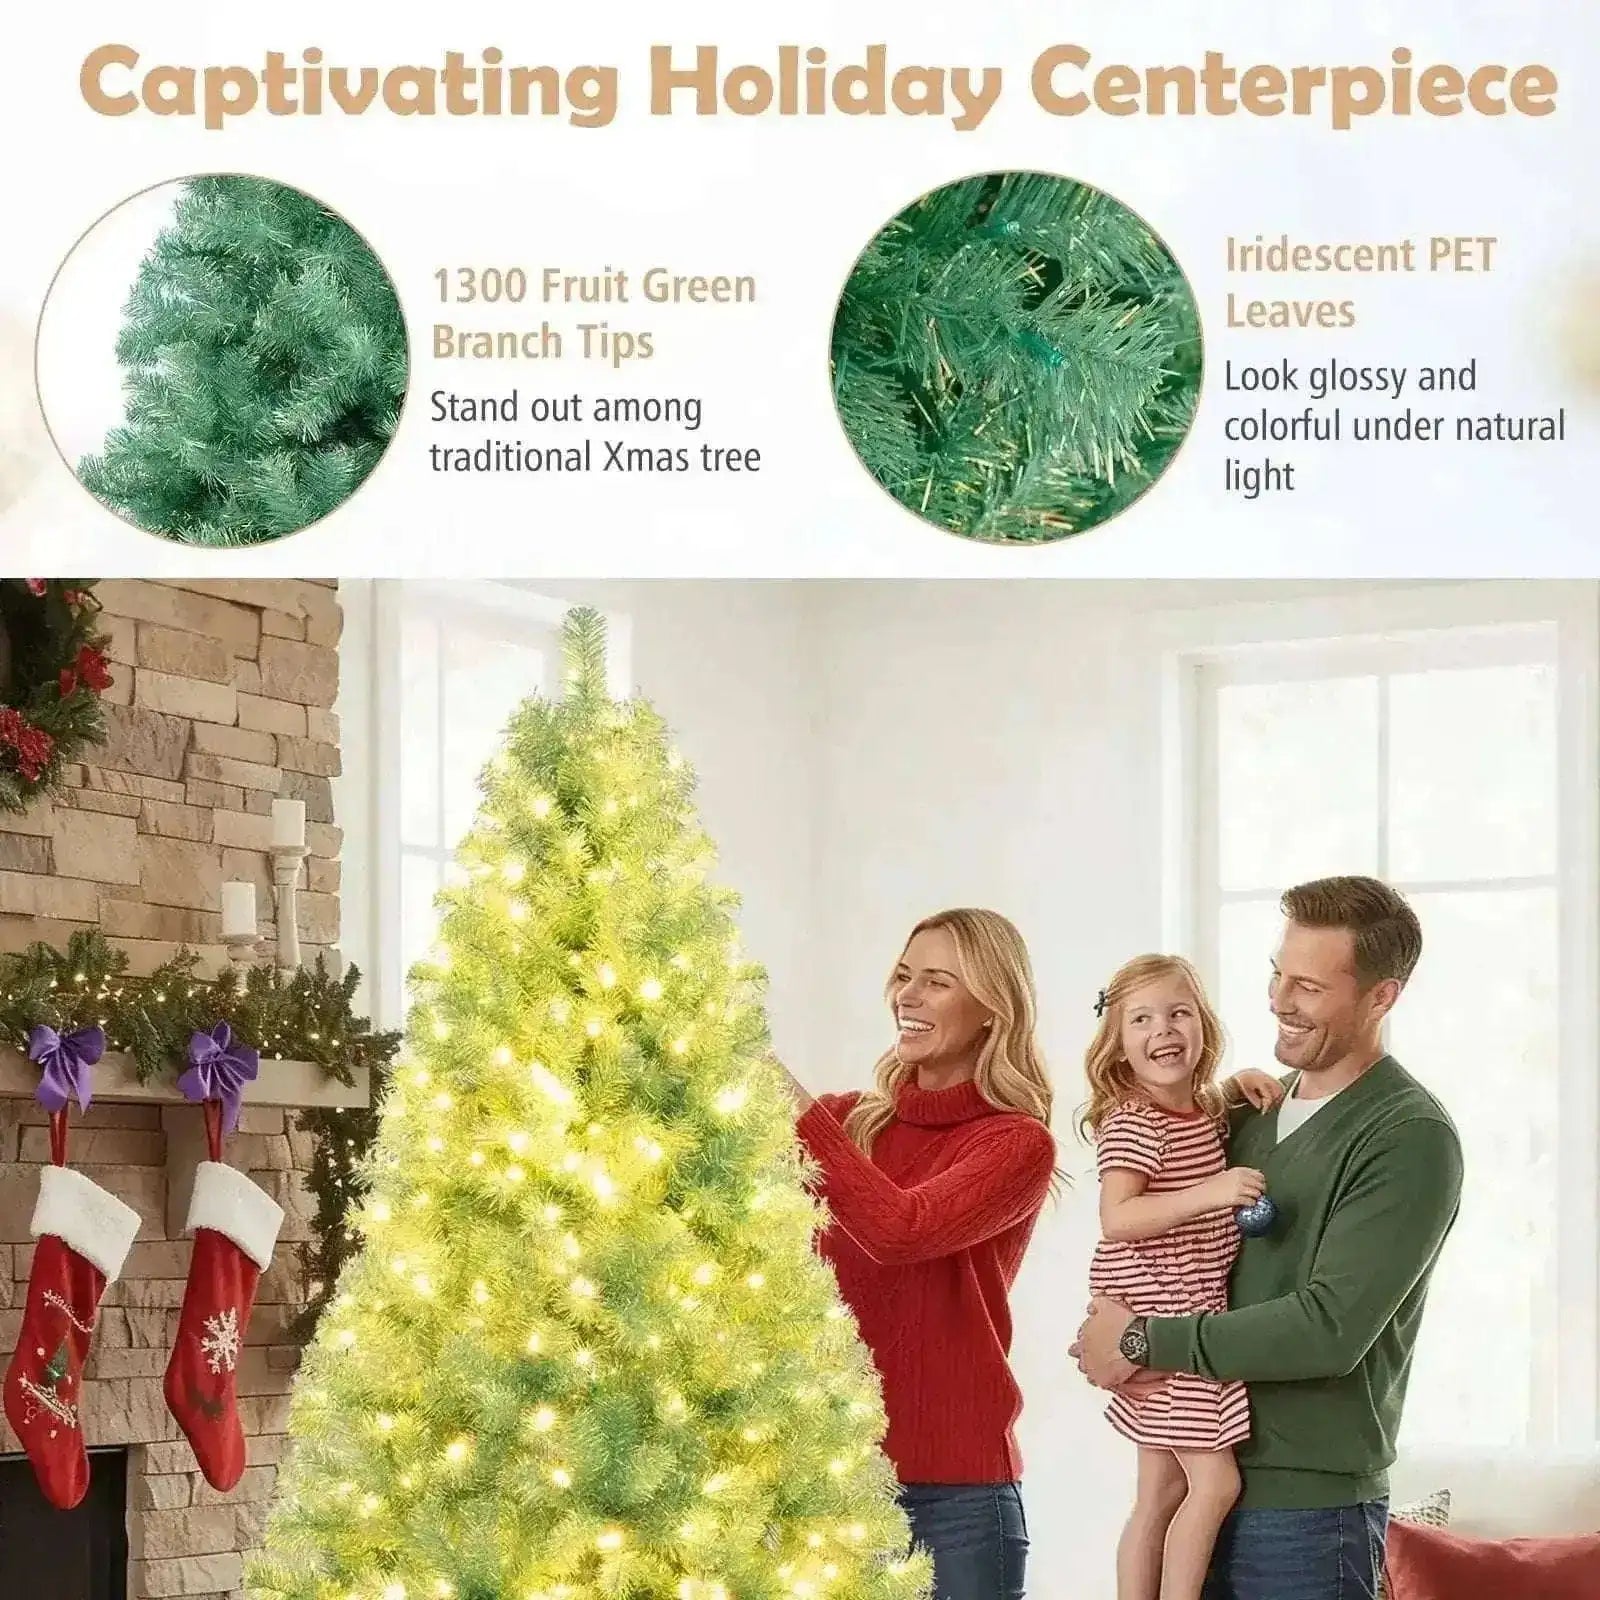 Captivating Holiday Centerpiece
1300 Fruit Green
Branch Tips
Stand out among
traditional Xmas tree
Iridescent PET
Leaves
Look glossy and
colorful under natural
light